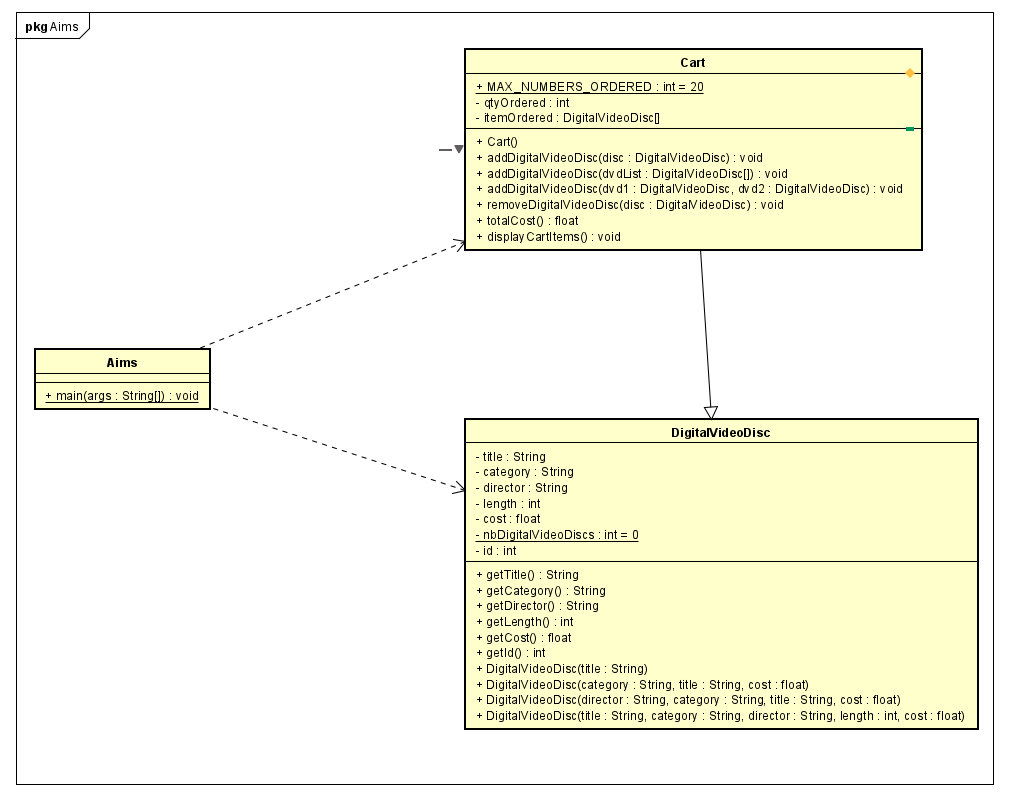 pkg Aims
Cart
+ MAX_NUMBERS_ORDERED : int = 20
- qtyOrdered : int
- itemOrdered : DigitalVideoDisc[]
+ Cart()
+ addDigitalVideoDisc(disc : DigitalVideoDisc) : void
+ addDigitalVideoDisc(dvdList : DigitalVideoDisc[]) : void
+ addDigitalVideoDisc(dvd1 : DigitalVideoDisc, dvd2 : DigitalVideoDisc) : void
+ removeDigitalVideoDisc(disc : DigitalVideoDisc) : void
+ totalCost() : float
+ displayCartItems() : void
Aims
+ main(args : String[]) : void
DigitalVideoDisc
- title : String
- category : String
- director : String
- length : int
- cost : float
- nbDigitalVideoDiscs : int = 0
- id : int
+ getTitle() : String
+ getCategory() : String
+ getDirector() : String
+ getLength() : int
+ getCost() : float
+ getId() : int
+ DigitalVideoDisc(title : String)
+ DigitalVideoDisc(category : String, title : String, cost : float)
+ DigitalVideoDisc(director : String, category : String, title : String, cost : float)
+ DigitalVideoDisc(title : String, category : String, director : String, length : int, cost : float)